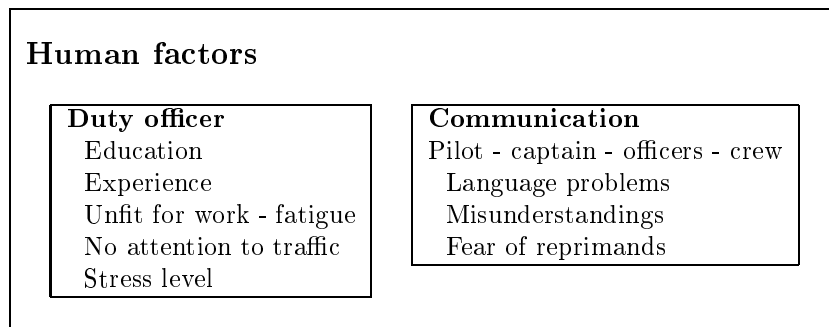 Human factors
Duty officer
Education
Experience
Unfit for work - fatigue
No attention to traffic
Stress level
Communication
Pilot - captain - officers - crew
Language problems
Misunderstandings
Fear of reprimands